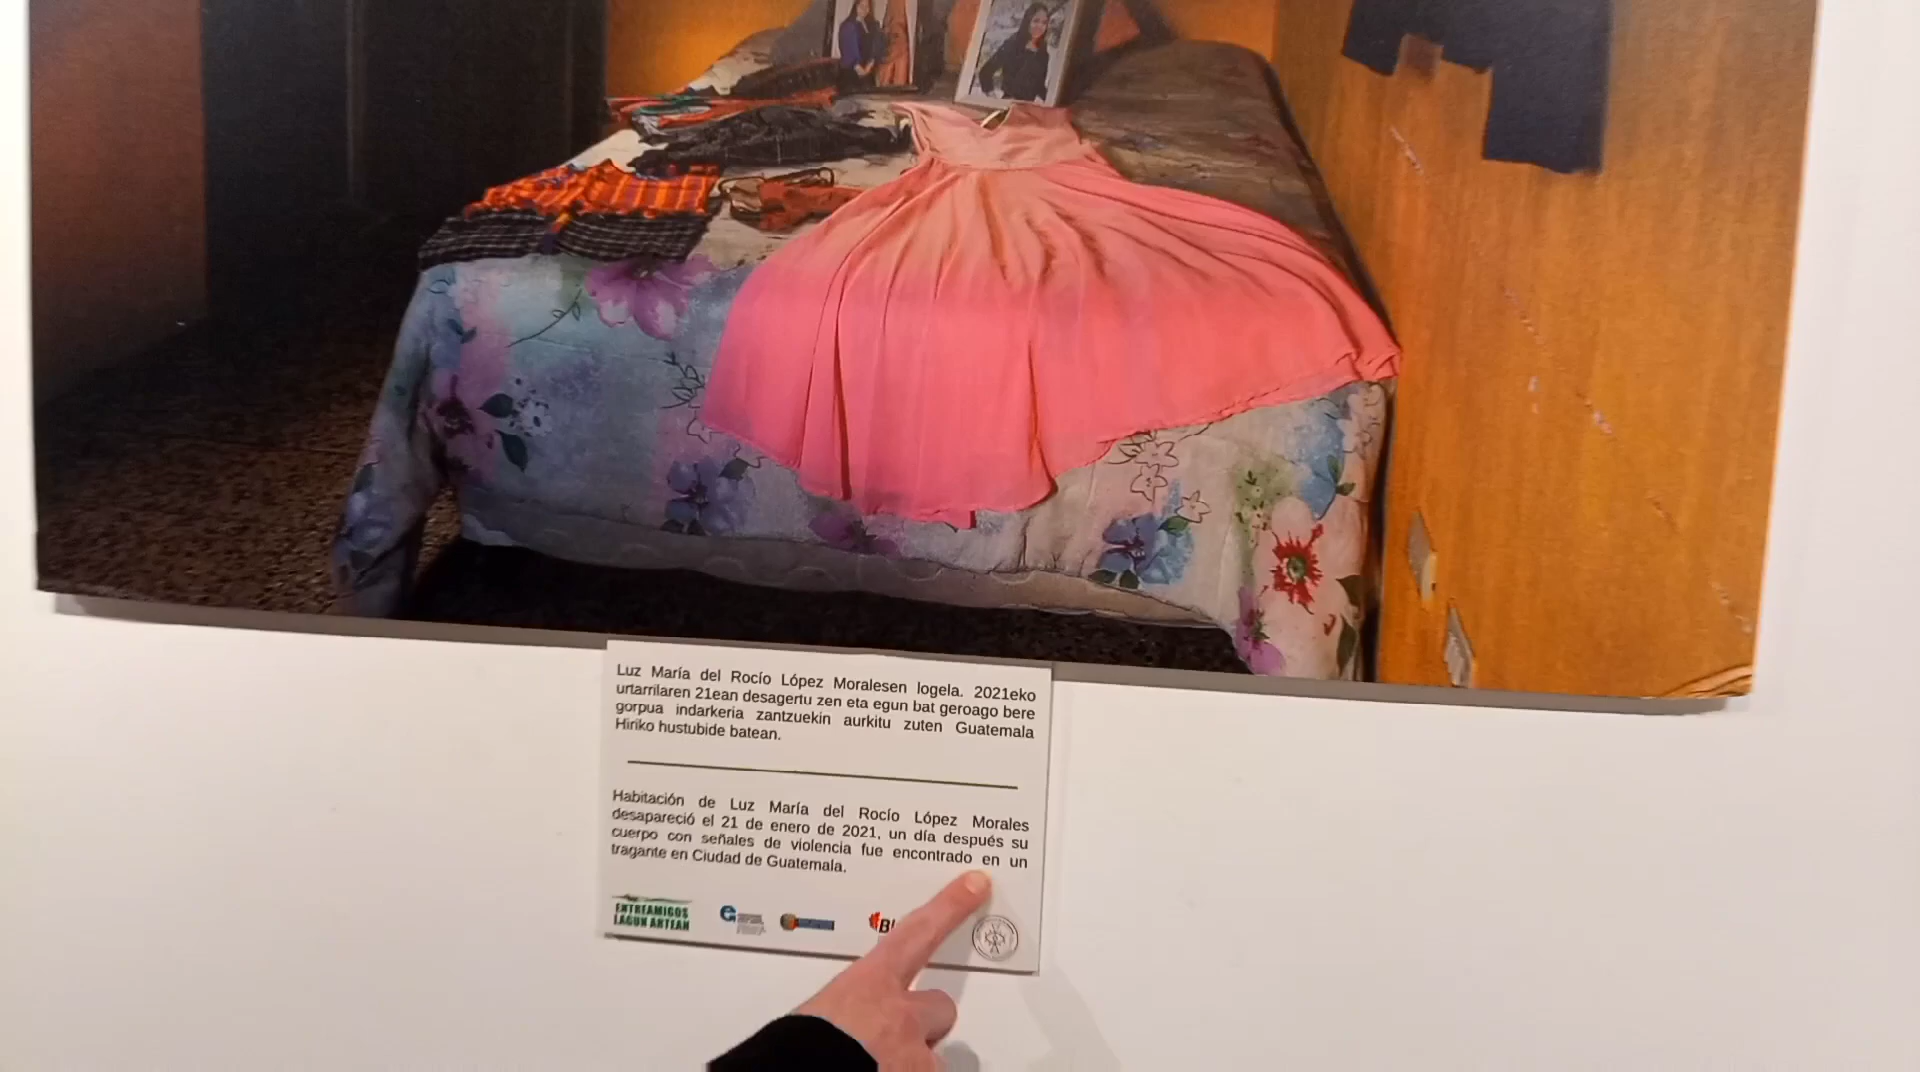 Luz María del Rocío López Moralesen logela. 2021eko
urtarrilaren 21ean desagertu zen eta egun bat geroago bere
gorpua indarkeria zantzuekin aurkitu zuten Guatemala
Hiriko hustubide batean.
Habitación de Luz María del Rocío López Morales
desapareció el 21 de enero de 2021, un día después su
cuerpo con señales de violencia fue encontrado en un
tragante en Ciudad de Guatemala.
ENTREAMIGOS
LAGUN ARTEAN